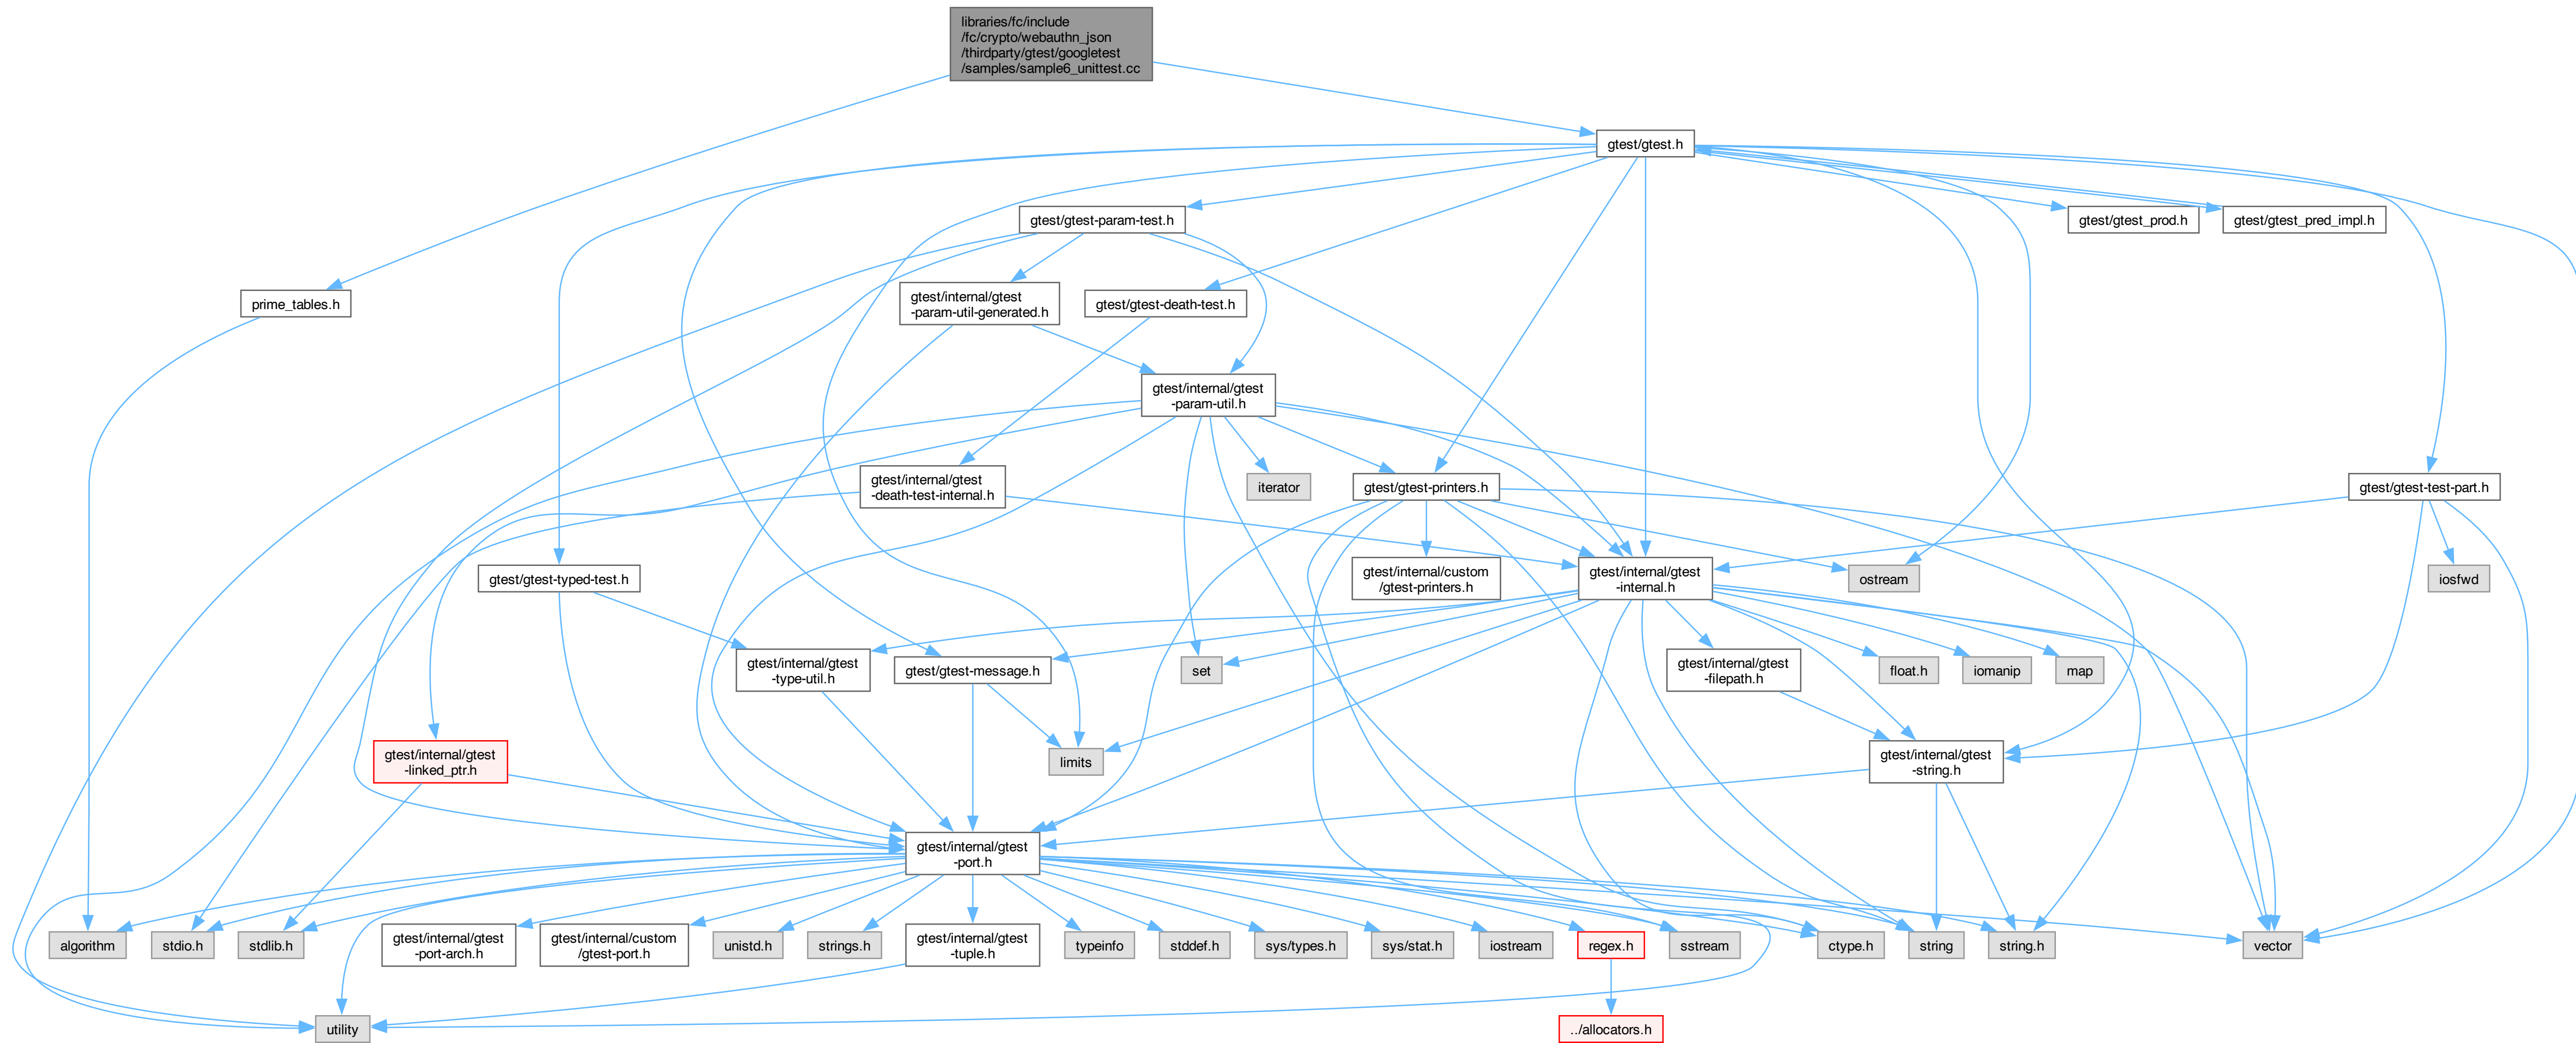 libraries/fc/include
/fc/crypto/webauthn_json
/thirdparty/gtest/googletest
/samples/sample6_unittest.cc
gtest/gtest.h
gtest/gtest-param-test.h
gtest/gtest_prod.h
gtest/gtest_pred_impl.h
prime_tables.h
gtest/internal/gtest
-param-util-generated.h
gtest/gtest-death-test.h
gtest/internal/gtest
-param-util.h
gtest/internal/gtest
-death-test-internal.h
iterator
gtest/gtest-printers.h
gtest/gtest-test-part.h
gtest/gtest-typed-test.h
gtest/internal/custom
/gtest-printers.h
gtest/internal/gtest
-internal.h
ostream
iosfwd
gtest/internal/gtest
-type-util.h
gtest/gtest-message.h
set
gtest/internal/gtest
-filepath.h
float.h
iomanip
map
gtest/internal/gtest
-linked_ptr.h
limits
gtest/internal/gtest
-string.h
gtest/internal/gtest
-port.h
algorithm
stdio.h
stdlib.h
gtest/internal/gtest
-port-arch.h
gtest/internal/custom
/gtest-port.h
unistd.h
strings.h
gtest/internal/gtest
-tuple.h
typeinfo
stddef.h
sys/types.h
sys/stat.h
iostream
regex.h
sstream
ctype.h
string
string.h
vector
utility
../allocators.h